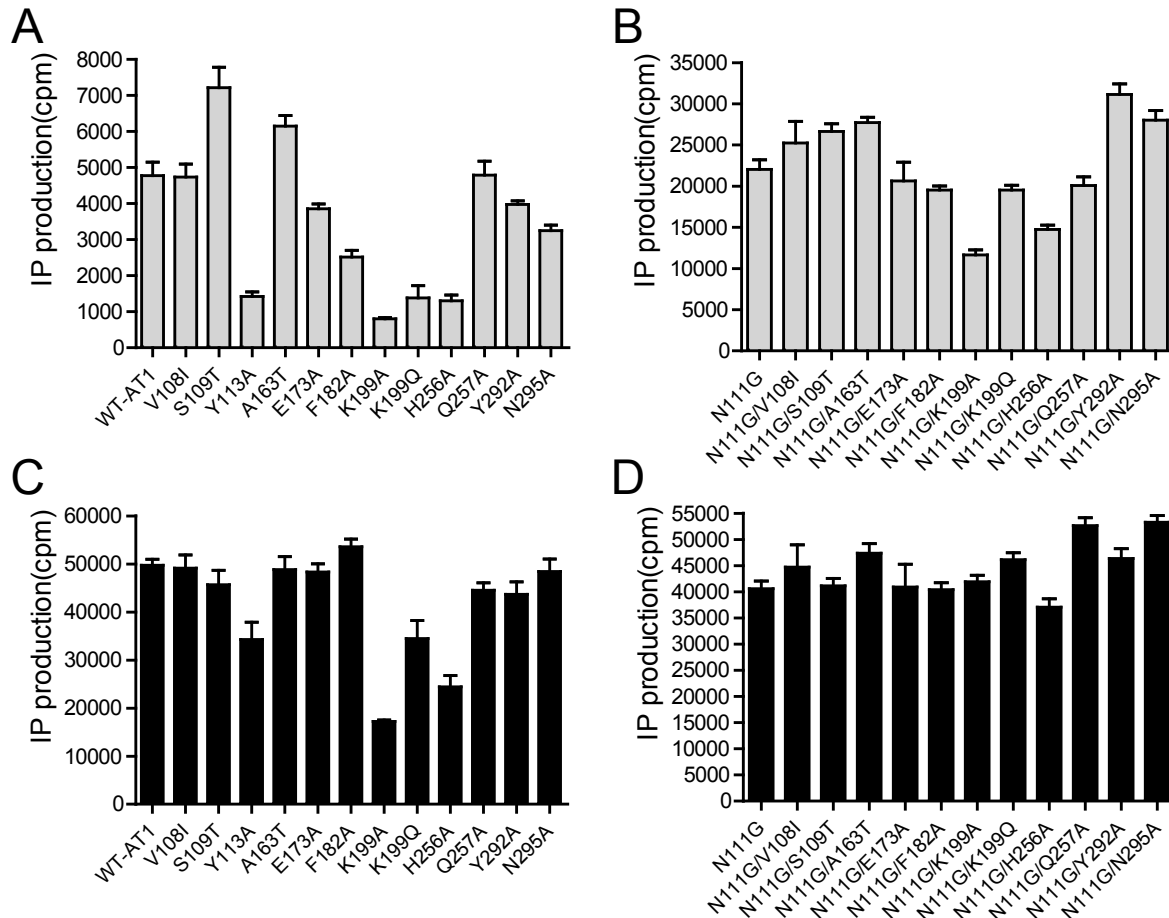 A
IP production(cpm)
8000
7000
6000
5000
4000
3000
2000
1000
0
WT-AT1
V108I
S109T
Y113A
A163T
E173A
F182A
K199A
K199Q
H256A
Q257A
Y292A
N295A
B
IP production(cpm)
35000
30000
25000
20000
15000
10000
5000
0
N111G
N111G/V108I
N111G/S109T
N111G/A163T
N111G/E173A
N111G/F182A
N111G/K199A
N111G/K199Q
N111G/H256A
N111G/Q257A
N111G/Y292A
N111G/N295A
C
IP production(cpm)
60000
50000
40000
30000
20000
10000
0
WT-AT1
V108I
S109T
Y113A
A163T
E173A
F182A
K199A
K199Q
H256A
Q257A
Y292A
N295A
D
IP production(cpm)
55000
50000
45000
40000
35000
30000
25000
20000
15000
10000
5000
0
N111G
N111G/V108I
N111G/S109T
N111G/A163T
N111G/E173A
N111G/F182A
N111G/K199A
N111G/K199Q
N111G/H256A
N111G/Q257A
N111G/Y292A
N111G/N295A